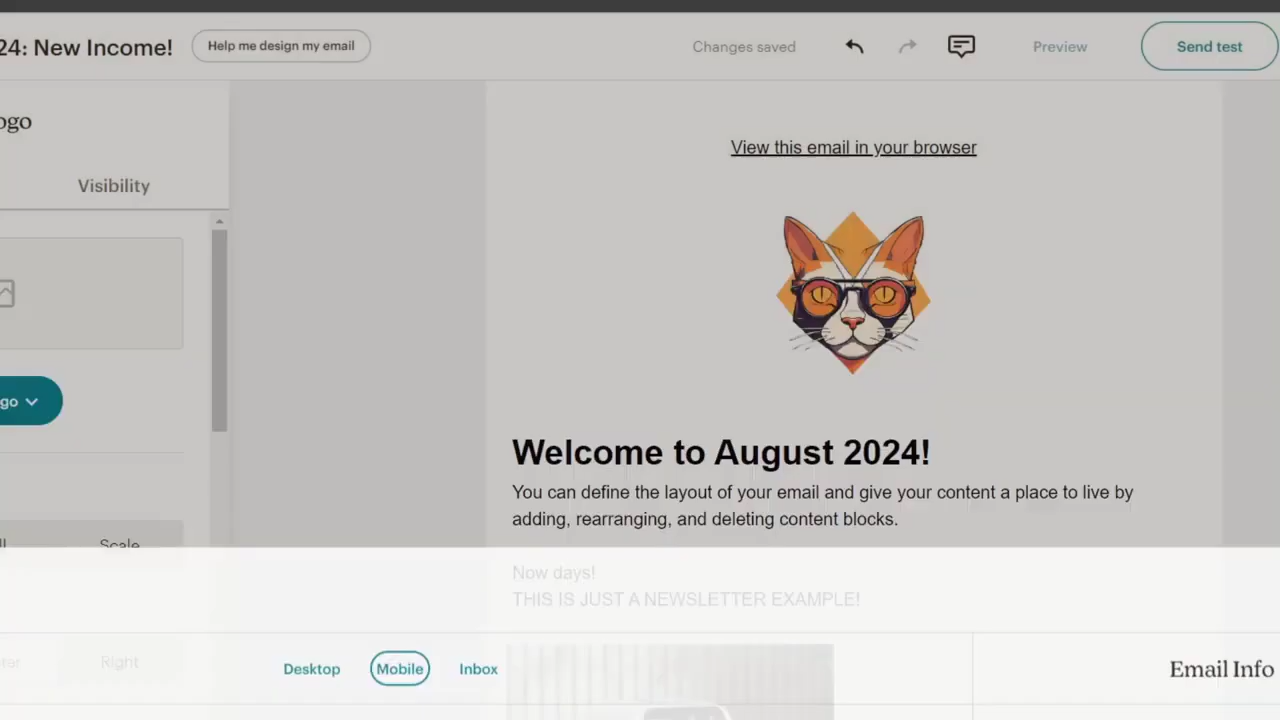 24: New Income!
Help me design my email
Changes saved
Preview
Send test
ogo
Visibility
View this email in your browser
go
Welcome to August 2024!
You can define the layout of your email and give your content a place to live by
adding, rearranging, and deleting content blocks.
Scale
Now days!
THIS IS JUST A NEWSLETTER EXAMPLE!
Right
Desktop
Mobile
Inbox
Email Info